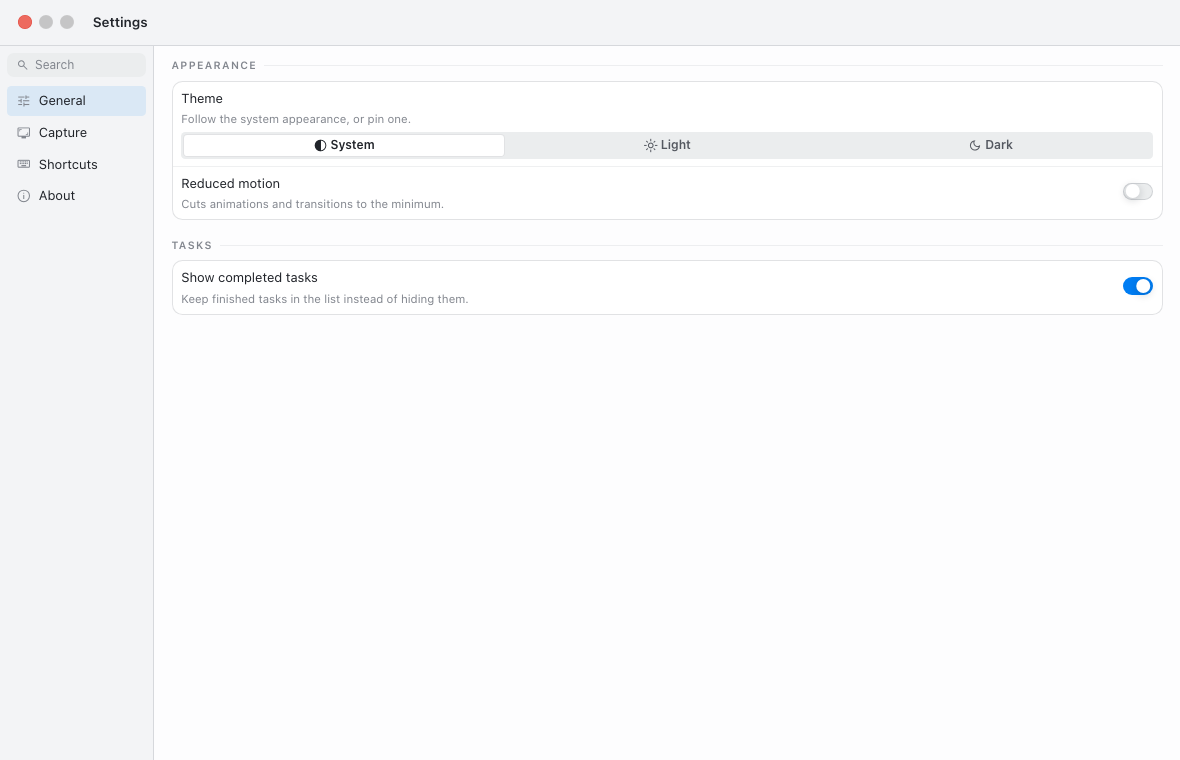 Settings
Search
General
Capture
Shortcuts
About
APPEARANCE
Theme
Follow the system appearance, or pin one.
System Light Dark
Reduced motion
Cuts animations and transitions to the minimum.
TASKS
Show completed tasks
Keep finished tasks in the list instead of hiding them.